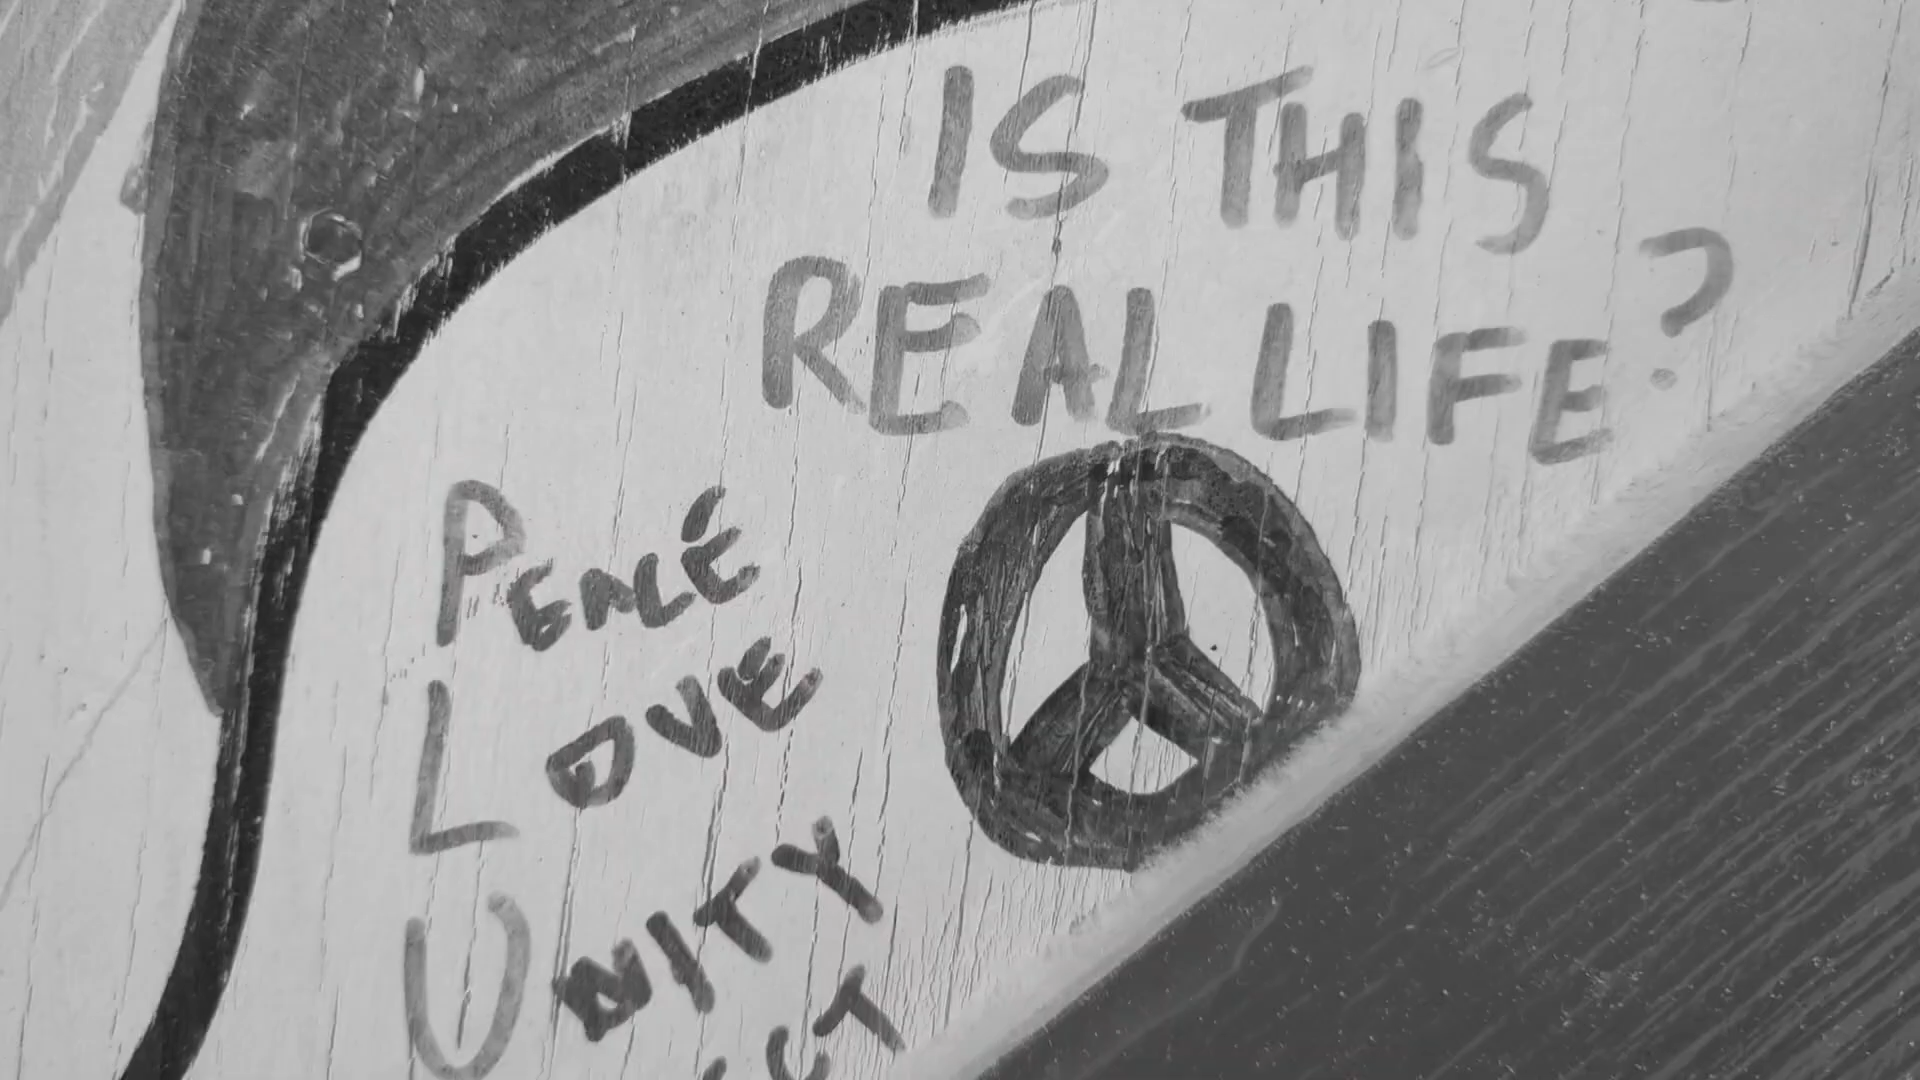 IS THIS
REAL LIFE?
PEACE
LOVE
UNITY